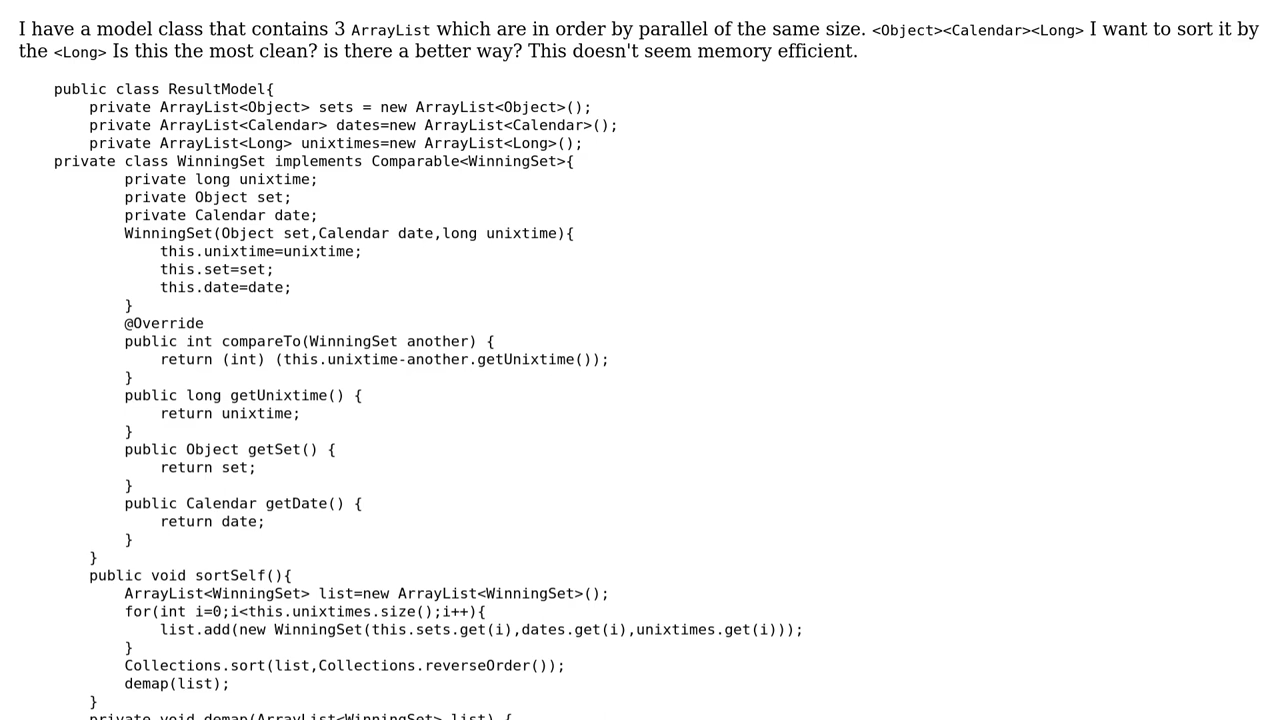 I have a model class that contains 3 ArrayList which are in order by parallel of the same size. <Object><Calendar><Long> I want to sort it by
the <Long> Is this the most clean? is there a better way? This doesn't seem memory efficient.
public class ResultModel{
    private ArrayList<Object> sets = new ArrayList<Object>();
    private ArrayList<Calendar> dates=new ArrayList<Calendar>();
    private ArrayList<Long> unixtimes=new ArrayList<Long>();
private class WinningSet implements Comparable<WinningSet>{
        private long unixtime;
        private Object set;
        private Calendar date;
        WinningSet(Object set,Calendar date,long unixtime){
            this.unixtime=unixtime;
            this.set=set;
            this.date=date;
        }
        @Override
        public int compareTo(WinningSet another) {
            return (int) (this.unixtime-another.getUnixtime());
        }
        public long getUnixtime() {
            return unixtime;
        }
        public Object getSet() {
            return set;
        }
        public Calendar getDate() {
            return date;
        }
    }
    public void sortSelf(){
        ArrayList<WinningSet> list=new ArrayList<WinningSet>();
        for(int i=0;i<this.unixtimes.size();i++){
            list.add(new WinningSet(this.sets.get(i),dates.get(i),unixtimes.get(i)));
        }
        Collections.sort(list,Collections.reverseOrder());
        demap(list);
    }
    private void demap(ArrayList<WinningSet> list) {